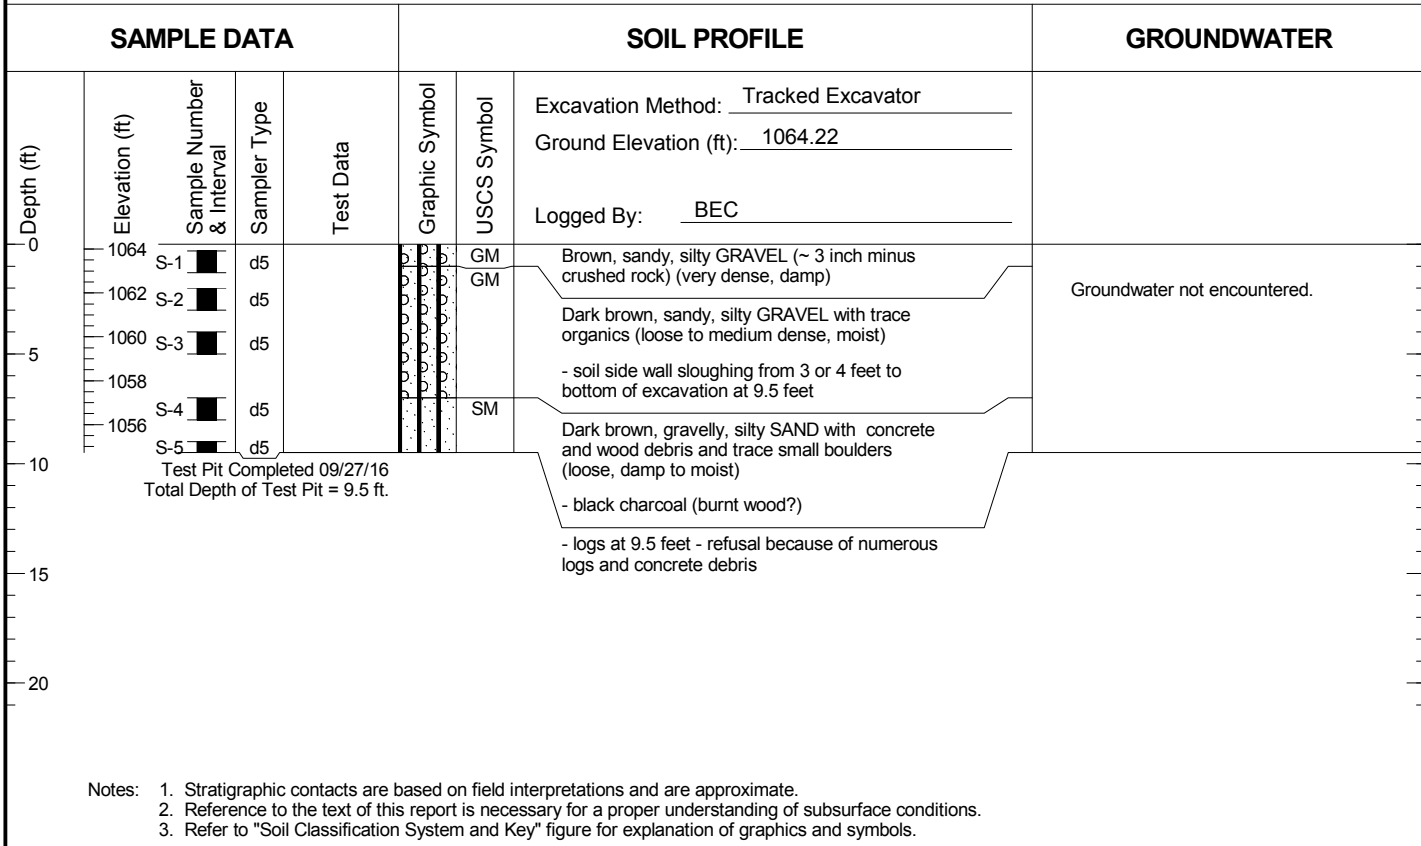 SAMPLE DATA
SOIL PROFILE
GROUNDWATER
Depth (ft)
Elevation (ft)
Sample Number
& Interval
Sampler Type
Test Data
Graphic Symbol
USCS Symbol
Excavation Method: Tracked Excavator
Ground Elevation (ft): 1064.22
Logged By: BEC
0
5
10
15
20
1064
1062
1060
1058
1056
S-1 d5
S-2 d5
S-3 d5
S-4 d5
S-5 d5
Test Pit Completed 09/27/16
Total Depth of Test Pit = 9.5 ft.
GM
GM
SM
Brown, sandy, silty GRAVEL (~ 3 inch minus
crushed rock) (very dense, damp)
Dark brown, sandy, silty GRAVEL with trace
organics (loose to medium dense, moist)
- soil side wall sloughing from 3 or 4 feet to
bottom of excavation at 9.5 feet
Dark brown, gravelly, silty SAND with concrete
and wood debris and trace small boulders
(loose, damp to moist)
- black charcoal (burnt wood?)
- logs at 9.5 feet - refusal because of numerous
logs and concrete debris
Groundwater not encountered.
Notes: 1. Stratigraphic contacts are based on field interpretations and are approximate.
2. Reference to the text of this report is necessary for a proper understanding of subsurface conditions.
3. Refer to "Soil Classification System and Key" figure for explanation of graphics and symbols.